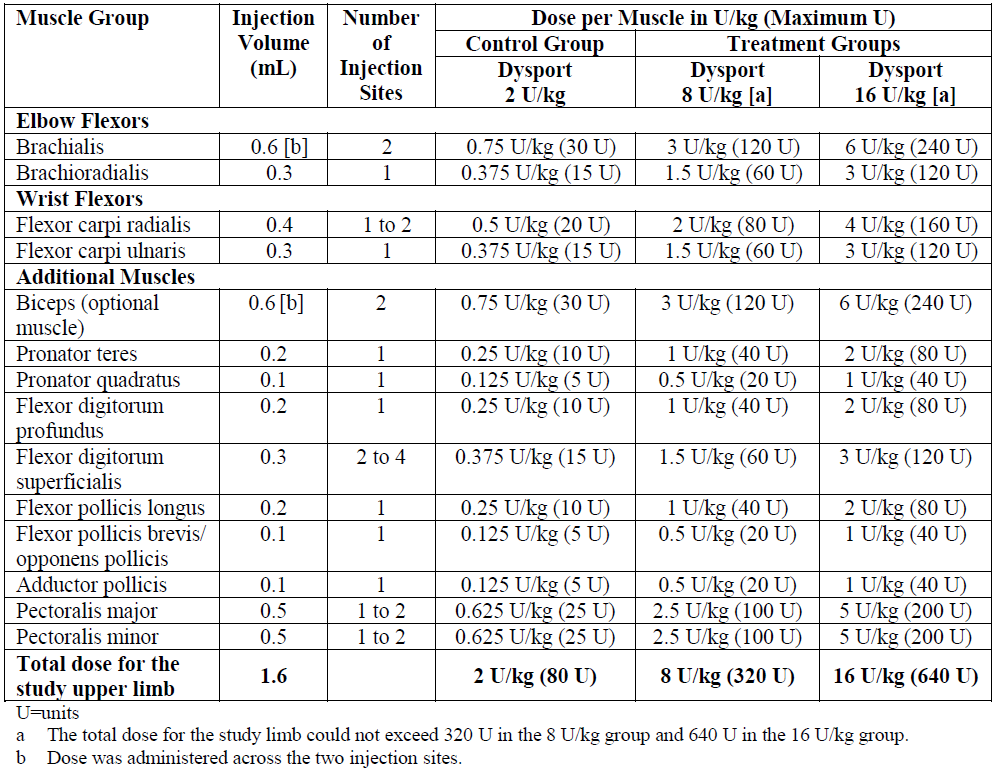 Muscle Group Injection Volume (mL) Number of Injection Sites Dose per Muscle in U/kg (Maximum U)
Control Group Treatment Groups
Dysport 2 U/kg Dysport 8 U/kg [a] Dysport 16 U/kg [a]
Elbow Flexors
Brachialis 0.6 [b] 2 0.75 U/kg (30 U) 3 U/kg (120 U) 6 U/kg (240 U)
Brachioradialis 0.3 1 0.375 U/kg (15 U) 1.5 U/kg (60 U) 3 U/kg (120 U)
Wrist Flexors
Flexor carpi radialis 0.4 1 to 2 0.5 U/kg (20 U) 2 U/kg (80 U) 4 U/kg (160 U)
Flexor carpi ulnaris 0.3 1 0.375 U/kg (15 U) 1.5 U/kg (60 U) 3 U/kg (120 U)
Additional Muscles
Biceps (optional muscle) 0.6 [b] 2 0.75 U/kg (30 U) 3 U/kg (120 U) 6 U/kg (240 U)
Pronator teres 0.2 1 0.25 U/kg (10 U) 1 U/kg (40 U) 2 U/kg (80 U)
Pronator quadratus 0.1 1 0.125 U/kg (5 U) 0.5 U/kg (20 U) 1 U/kg (40 U)
Flexor digitorum profundus 0.2 1 0.25 U/kg (10 U) 1 U/kg (40 U) 2 U/kg (80 U)
Flexor digitorum superficialis 0.3 2 to 4 0.375 U/kg (15 U) 1.5 U/kg (60 U) 3 U/kg (120 U)
Flexor pollicis longus 0.2 1 0.25 U/kg (10 U) 1 U/kg (40 U) 2 U/kg (80 U)
Flexor pollicis brevis/ opponens pollicis 0.1 1 0.125 U/kg (5 U) 0.5 U/kg (20 U) 1 U/kg (40 U)
Adductor pollicis 0.1 1 0.125 U/kg (5 U) 0.5 U/kg (20 U) 1 U/kg (40 U)
Pectoralis major 0.5 1 to 2 0.625 U/kg (25 U) 2.5 U/kg (100 U) 5 U/kg (200 U)
Pectoralis minor 0.5 1 to 2 0.625 U/kg (25 U) 2.5 U/kg (100 U) 5 U/kg (200 U)
Total dose for the study upper limb 1.6 2 U/kg (80 U) 8 U/kg (320 U) 16 U/kg (640 U)
U=units
a The total dose for the study limb could not exceed 320 U in the 8 U/kg group and 640 U in the 16 U/kg group.
b Dose was administered across the two injection sites.